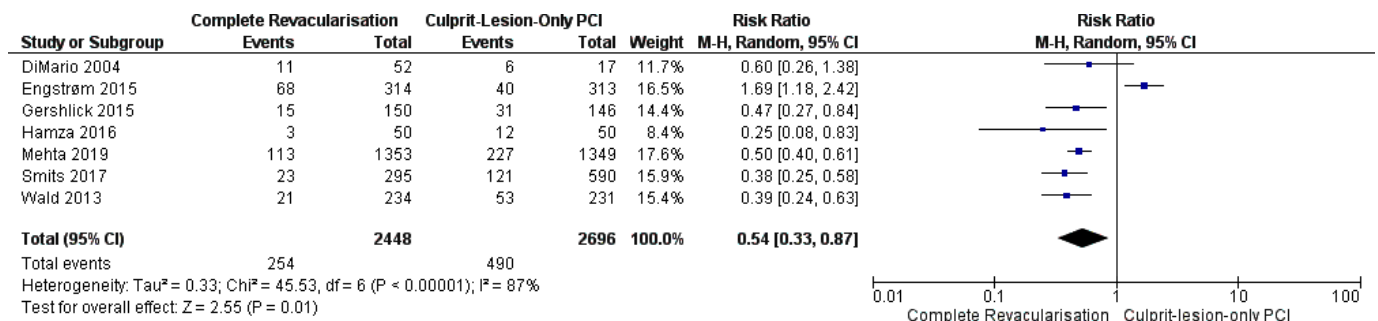 Complete Revacularisation Culprit-Lesion-Only PCI Risk Ratio Risk Ratio
Study or Subgroup Events Total Events Total Weight M-H, Random, 95% CI M-H, Random, 95% CI
DiMario 2004 11 52 6 17 11.7% 0.60 [0.26, 1.38]
Engstrøm 2015 68 314 40 313 16.5% 1.69 [1.18, 2.42]
Gershlick 2015 15 150 31 146 14.4% 0.47 [0.27, 0.84]
Hamza 2016 3 50 12 50 8.4% 0.25 [0.08, 0.83]
Mehta 2019 113 1353 227 1349 17.6% 0.50 [0.40, 0.61]
Smits 2017 23 295 121 590 15.9% 0.38 [0.25, 0.58]
Wald 2013 21 234 53 231 15.4% 0.39 [0.24, 0.63]
Total (95% CI) 2448 2696 100.0% 0.54 [0.33, 0.87]
Total events 254 490
Heterogeneity: Tau² = 0.33; Chi² = 45.53, df = 6 (P < 0.00001); I² = 87%
Test for overall effect: Z = 2.55 (P = 0.01)
0.01 0.1 1 10 100
Complete Revacularisation Culprit-lesion-only PCI